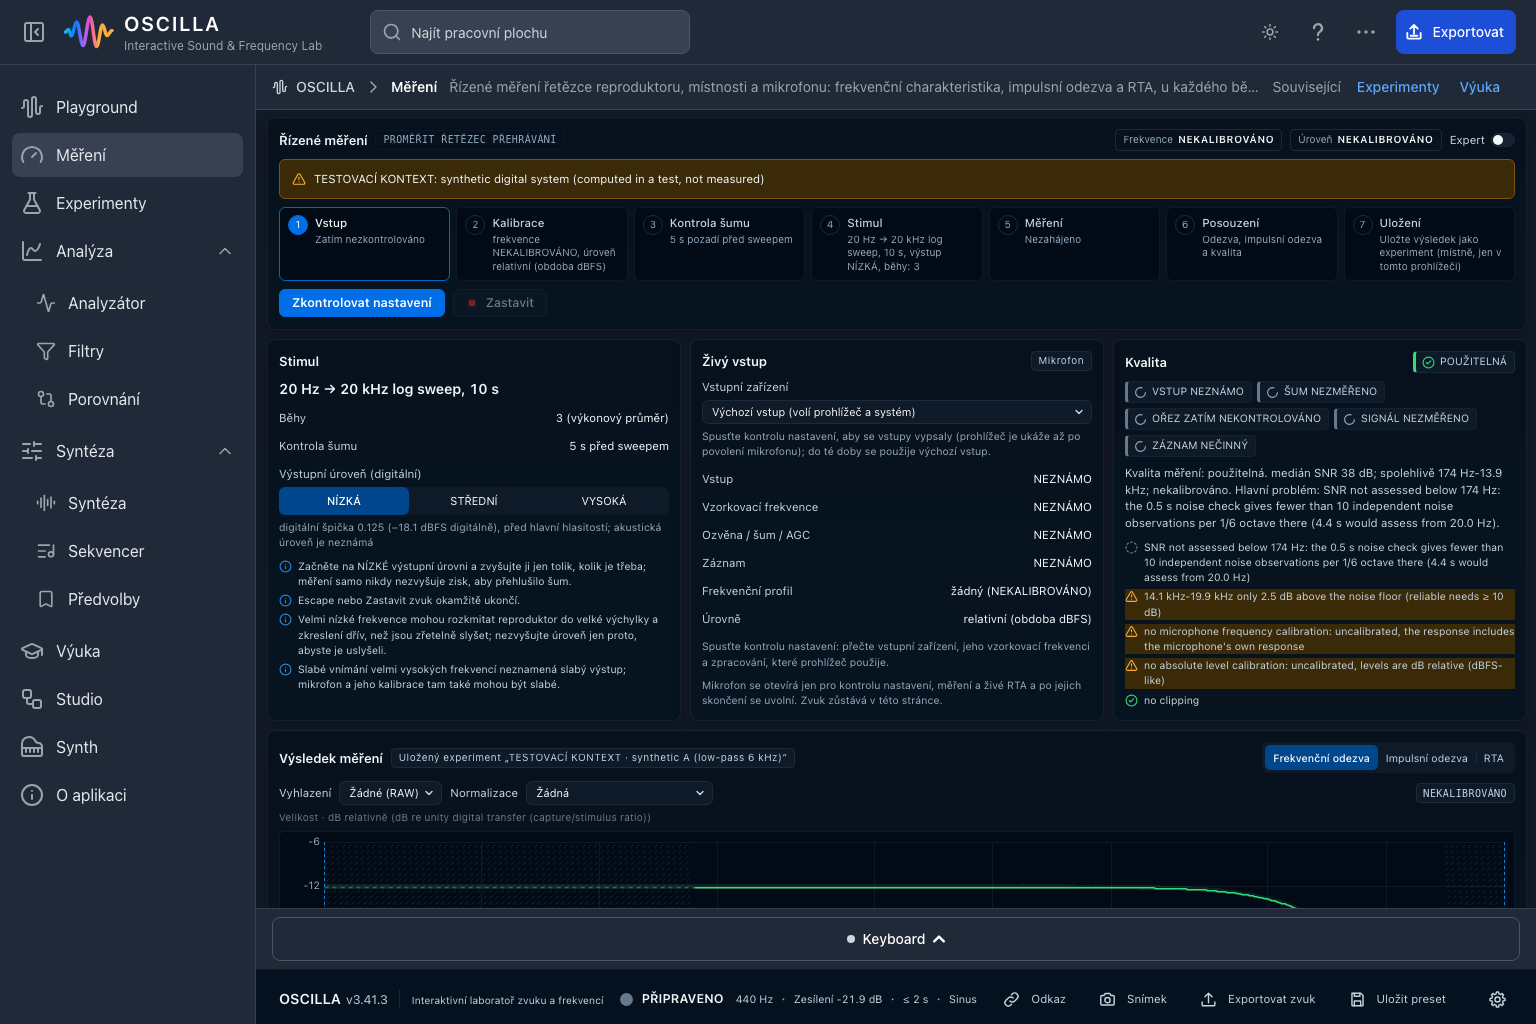 OSCILLA
Interactive Sound & Frequency Lab
Najít pracovní plochu
?
Exportovat
Playground
Měření
Experimenty
Analýza
Analyzátor
Filtry
Porovnání
Syntéza
Syntéza
Sekvencer
Předvolby
Výuka
Studio
Synth
O aplikaci
OSCILLA
Měření
Řízené měření řetězce reproduktoru, místnosti a mikrofonu: frekvenční charakteristika, impulsní odezva a RTA, u každého bě...
Související
Experimenty
Výuka
Řízené měření
PROMĚŘIT ŘETĚZEC PŘEHRÁVÁNÍ
Frekvence NEKALIBROVÁNO
Úroveň NEKALIBROVÁNO
Expert
TESTOVACÍ KONTEXT: synthetic digital system (computed in a test, not measured)
1 Vstup
Zatím nezkontrolováno
2 Kalibrace
frekvence
NEKALIBROVÁNO, úroveň
relativní (obdoba dBFS)
3 Kontrola šumu
5 s pozadí před sweepem
4 Stimul
20 Hz → 20 kHz log
sweep, 10 s, výstup
NÍZKÁ, běhy: 3
5 Měření
Nezahájeno
6 Posouzení
Odezva, impulsní odezva
a kvalita
7 Uložení
Uložte výsledek jako
experiment (místně, jen v
tomto prohlížeči)
Zkontrolovat nastavení
Zastavit
Stimul
20 Hz → 20 kHz log sweep, 10 s
Běhy 3 (výkonový průměr)
Kontrola šumu 5 s před sweepem
Výstupní úroveň (digitální)
NÍZKÁ STŘEDNÍ VYSOKÁ
digitální špička 0.125 (−18.1 dBFS digitálně), před hlavní hlasitostí; akustická
úroveň je neznámá
Začněte na NÍZKÉ výstupní úrovni a zvyšujte ji jen tolik, kolik je třeba;
měření samo nikdy nezvyšuje zisk, aby přehlušilo šum.
Escape nebo Zastavit zvuk okamžitě ukončí.
Velmi nízké frekvence mohou rozkmitat reproduktor do velké výchylky a
zkreslení dřív, než jsou zřetelně slyšet; nezvyšujte úroveň jen proto,
abyste je uslyšeli.
Slabé vnímání velmi vysokých frekvencí neznamená slabý výstup;
mikrofon a jeho kalibrace tam také mohou být slabé.
Živý vstup
Mikrofon
Vstupní zařízení
Výchozí vstup (volí prohlížeč a systém)
Spusťte kontrolu nastavení, aby se vstupy vypsaly (prohlížeč je ukáže až po
povolení mikrofonu); do té doby se použije výchozí vstup.
Vstup NEZNÁMO
Vzorkovací frekvence NEZNÁMO
Ozvěna / šum / AGC NEZNÁMO
Záznam NEZNÁMO
Frekvenční profil žádný (NEKALIBROVÁNO)
Úrovně relativní (obdoba dBFS)
Spusťte kontrolu nastavení: přečte vstupní zařízení, jeho vzorkovací frekvenci
a zpracování, které prohlížeč použije.
Mikrofon se otevírá jen pro kontrolu nastavení, měření a živé RTA a po jejich
skončení se uvolní. Zvuk zůstává v této stránce.
Kvalita
POUŽITELNÁ
VSTUP NEZNÁMO
ŠUM NEZMĚŘENO
OŘEZ ZATÍM NEKONTROLOVÁNO
SIGNÁL NEZMĚŘENO
ZÁZNAM NEČINNÝ
Kvalita měření: použitelná. medián SNR 38 dB; spolehlivě 174 Hz-13.9
kHz; nekalibrováno. Hlavní problém: SNR not assessed below 174 Hz:
the 0.5 s noise check gives fewer than 10 independent noise
observations per 1/6 octave there (4.4 s would assess from 20.0 Hz).
SNR not assessed below 174 Hz: the 0.5 s noise check gives fewer than
10 independent noise observations per 1/6 octave there (4.4 s would
assess from 20.0 Hz)
14.1 kHz-19.9 kHz only 2.5 dB above the noise floor (reliable needs ≥ 10
dB)
no microphone frequency calibration: uncalibrated, the response includes
the microphone's own response
no absolute level calibration: uncalibrated, levels are dB relative (dBFS-
like)
no clipping
Výsledek měření
Uložený experiment „TESTOVACÍ KONTEXT · synthetic A (low-pass 6 kHz)“
Frekvenční odezva
Impulsní odezva
RTA
Vyhlazení Žádné (RAW)
Normalizace Žádná
NEKALIBROVÁNO
Velikost · dB relativně (dB re unity digital transfer (capture/stimulus ratio))
-6
-12
Keyboard
OSCILLA v3.41.3
Interaktivní laboratoř zvuku a frekvencí
PŘIPRAVENO
440 Hz · Zesílení -21.9 dB · ≤ 2 s · Sinus
Odkaz
Snímek
Exportovat zvuk
Uložit preset